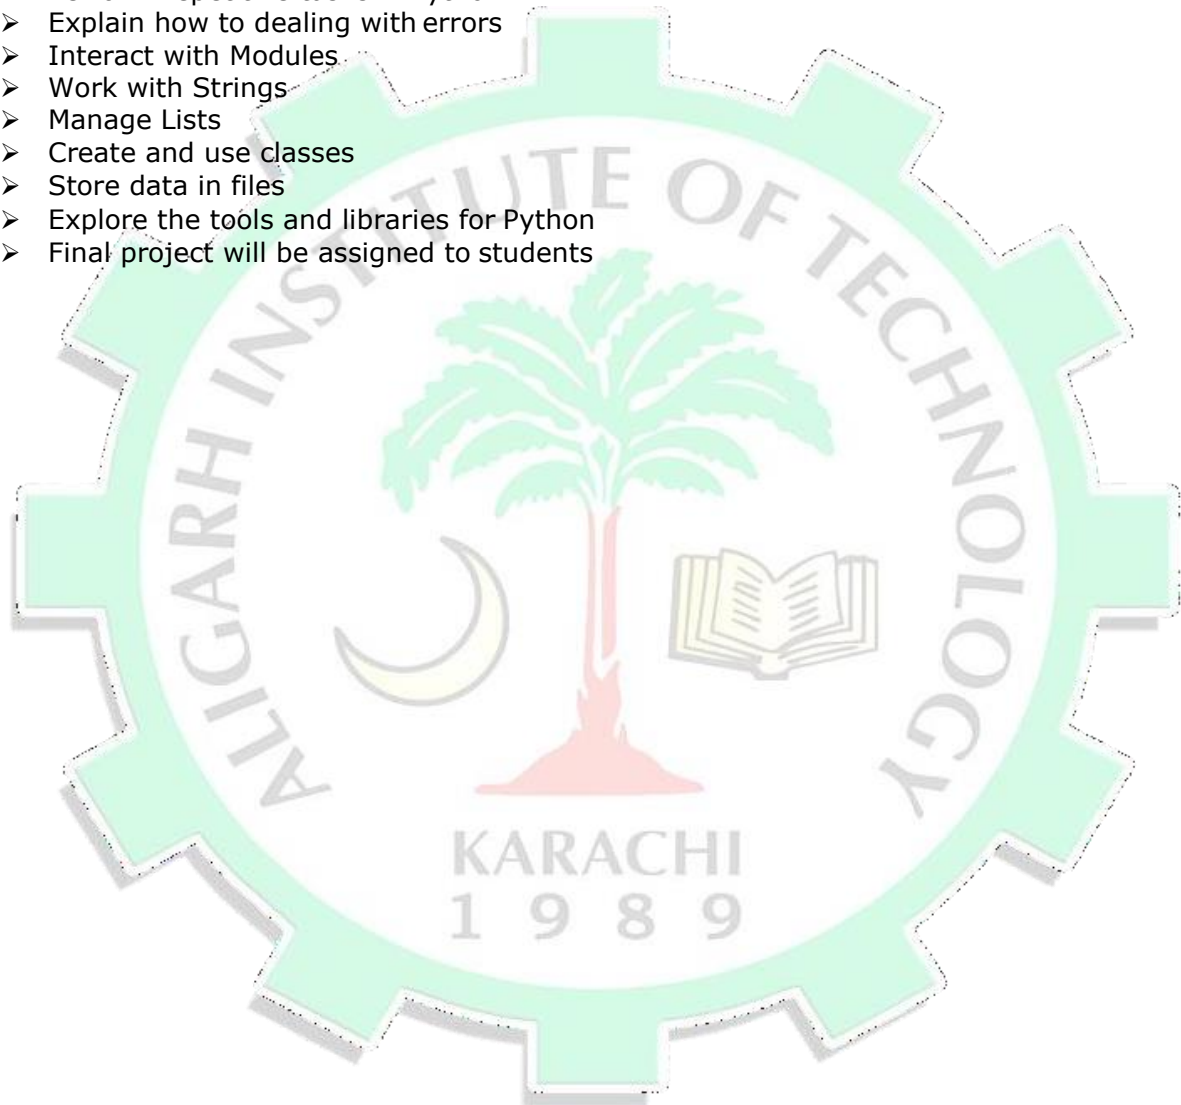 ➢ Explain how to dealing with errors
➢ Interact with Modules
➢ Work with Strings
➢ Manage Lists
➢ Create and use classes
➢ Store data in files
➢ Explore the tools and libraries for Python
➢ Final project will be assigned to students
ALIGARH INSTITUTE OF TECHNOLOGY
KARACHI
1989